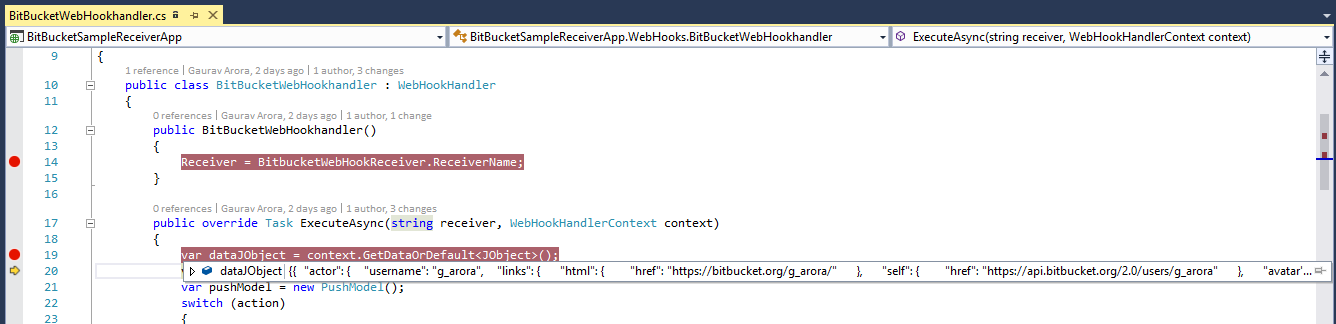 BitBucketWebHookhandler.cs
BitBucketSampleReceiverApp BitBucketSampleReceiverApp.WebHooks.BitBucketWebHookhandler ExecuteAsync(string receiver, WebHookHandlerContext context)
9 {
1 reference | Gaurav Arora, 2 days ago | 1 author, 3 changes
10 public class BitBucketWebHookhandler : WebHookHandler
11 {
0 references | Gaurav Arora, 2 days ago | 1 author, 1 change
12 public BitBucketWebHookhandler()
13 {
14 Receiver = BitbucketWebHookReceiver.ReceiverName;
15 }
16
0 references | Gaurav Arora, 2 days ago | 1 author, 3 changes
17 public override Task ExecuteAsync(string receiver, WebHookHandlerContext context)
18 {
19 var dataJObject = context.GetDataOrDefault<JObject>();
20 dataJObject {{ "actor": { "username": "g_arora", "links": { "html": { "href": "https://bitbucket.org/g_arora/" }, "self": { "href": "https://api.bitbucket.org/2.0/users/g_arora" }, "avatar"...
21 var pushModel = new PushModel();
22 switch (action)
23 {